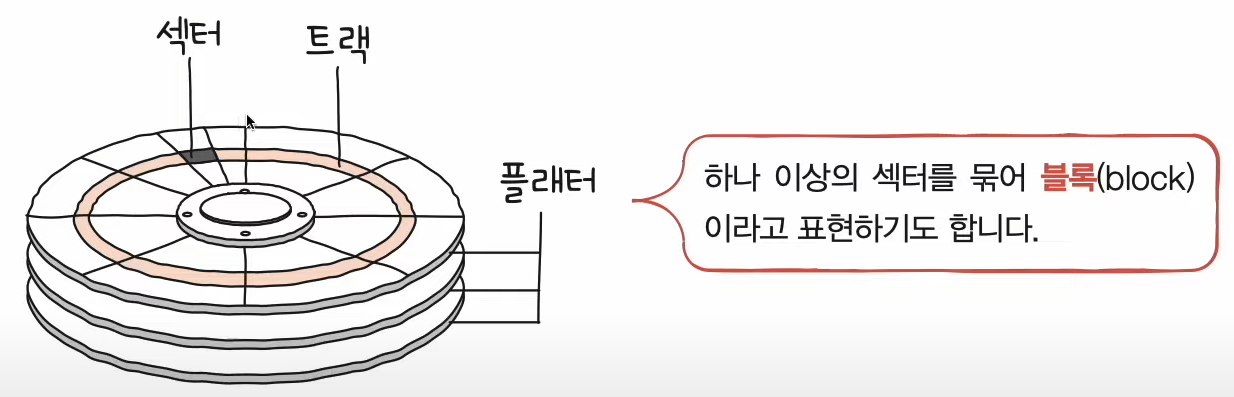 섹터
트랙
플래터
하나 이상의 섹터를 묶어 블록(block)
이라고 표현하기도 합니다.